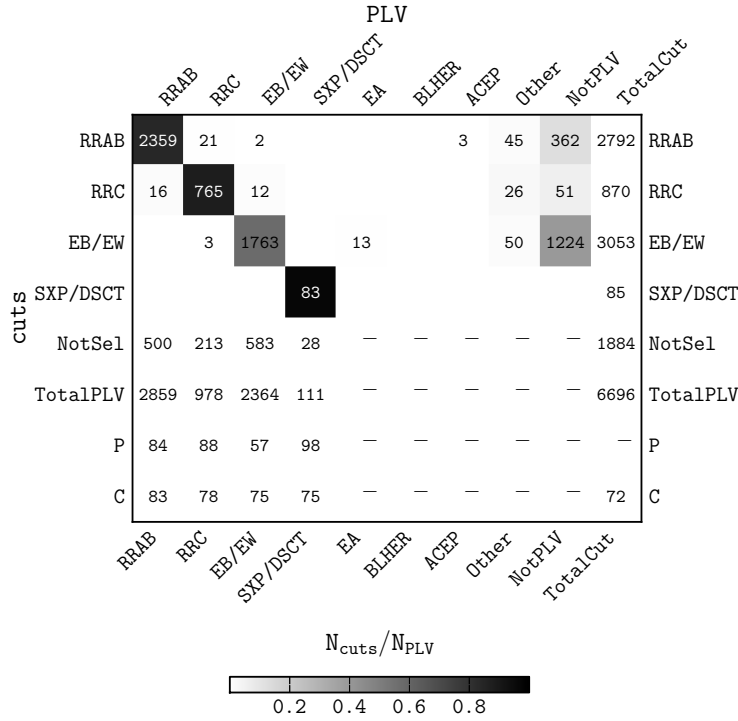 PLV
RRAB RRC EB/EW SXP/DSCT EA BLHER ACEP Other NotPLV TotalCut
cuts
RRAB 2359 21 2 3 45 362 2792 RRAB
RRC 16 765 12 26 51 870 RRC
EB/EW 3 1763 13 50 1224 3053 EB/EW
SXP/DSCT 83 85 SXP/DSCT
NotSel 500 213 583 28 — — — — — 1884 NotSel
TotalPLV 2859 978 2364 111 — — — — — 6696 TotalPLV
P 84 88 57 98 — — — — — — P
C 83 78 75 75 — — — — — 72 C
RRAB RRC EB/EW SXP/DSCT EA BLHER ACEP Other NotPLV TotalCut
N_cuts/N_PLV
0.2 0.4 0.6 0.8